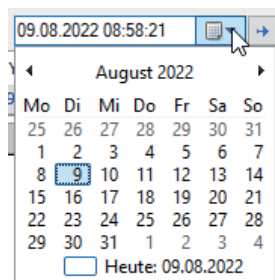 09.08.2022 08:58:21
August 2022
Mo Di Mi Do Fr Sa So
25 26 27 28 29 30 31
1 2 3 4 5 6 7
8 9 10 11 12 13 14
15 16 17 18 19 20 21
22 23 24 25 26 27 28
29 30 31 1 2 3 4
Heute: 09.08.2022